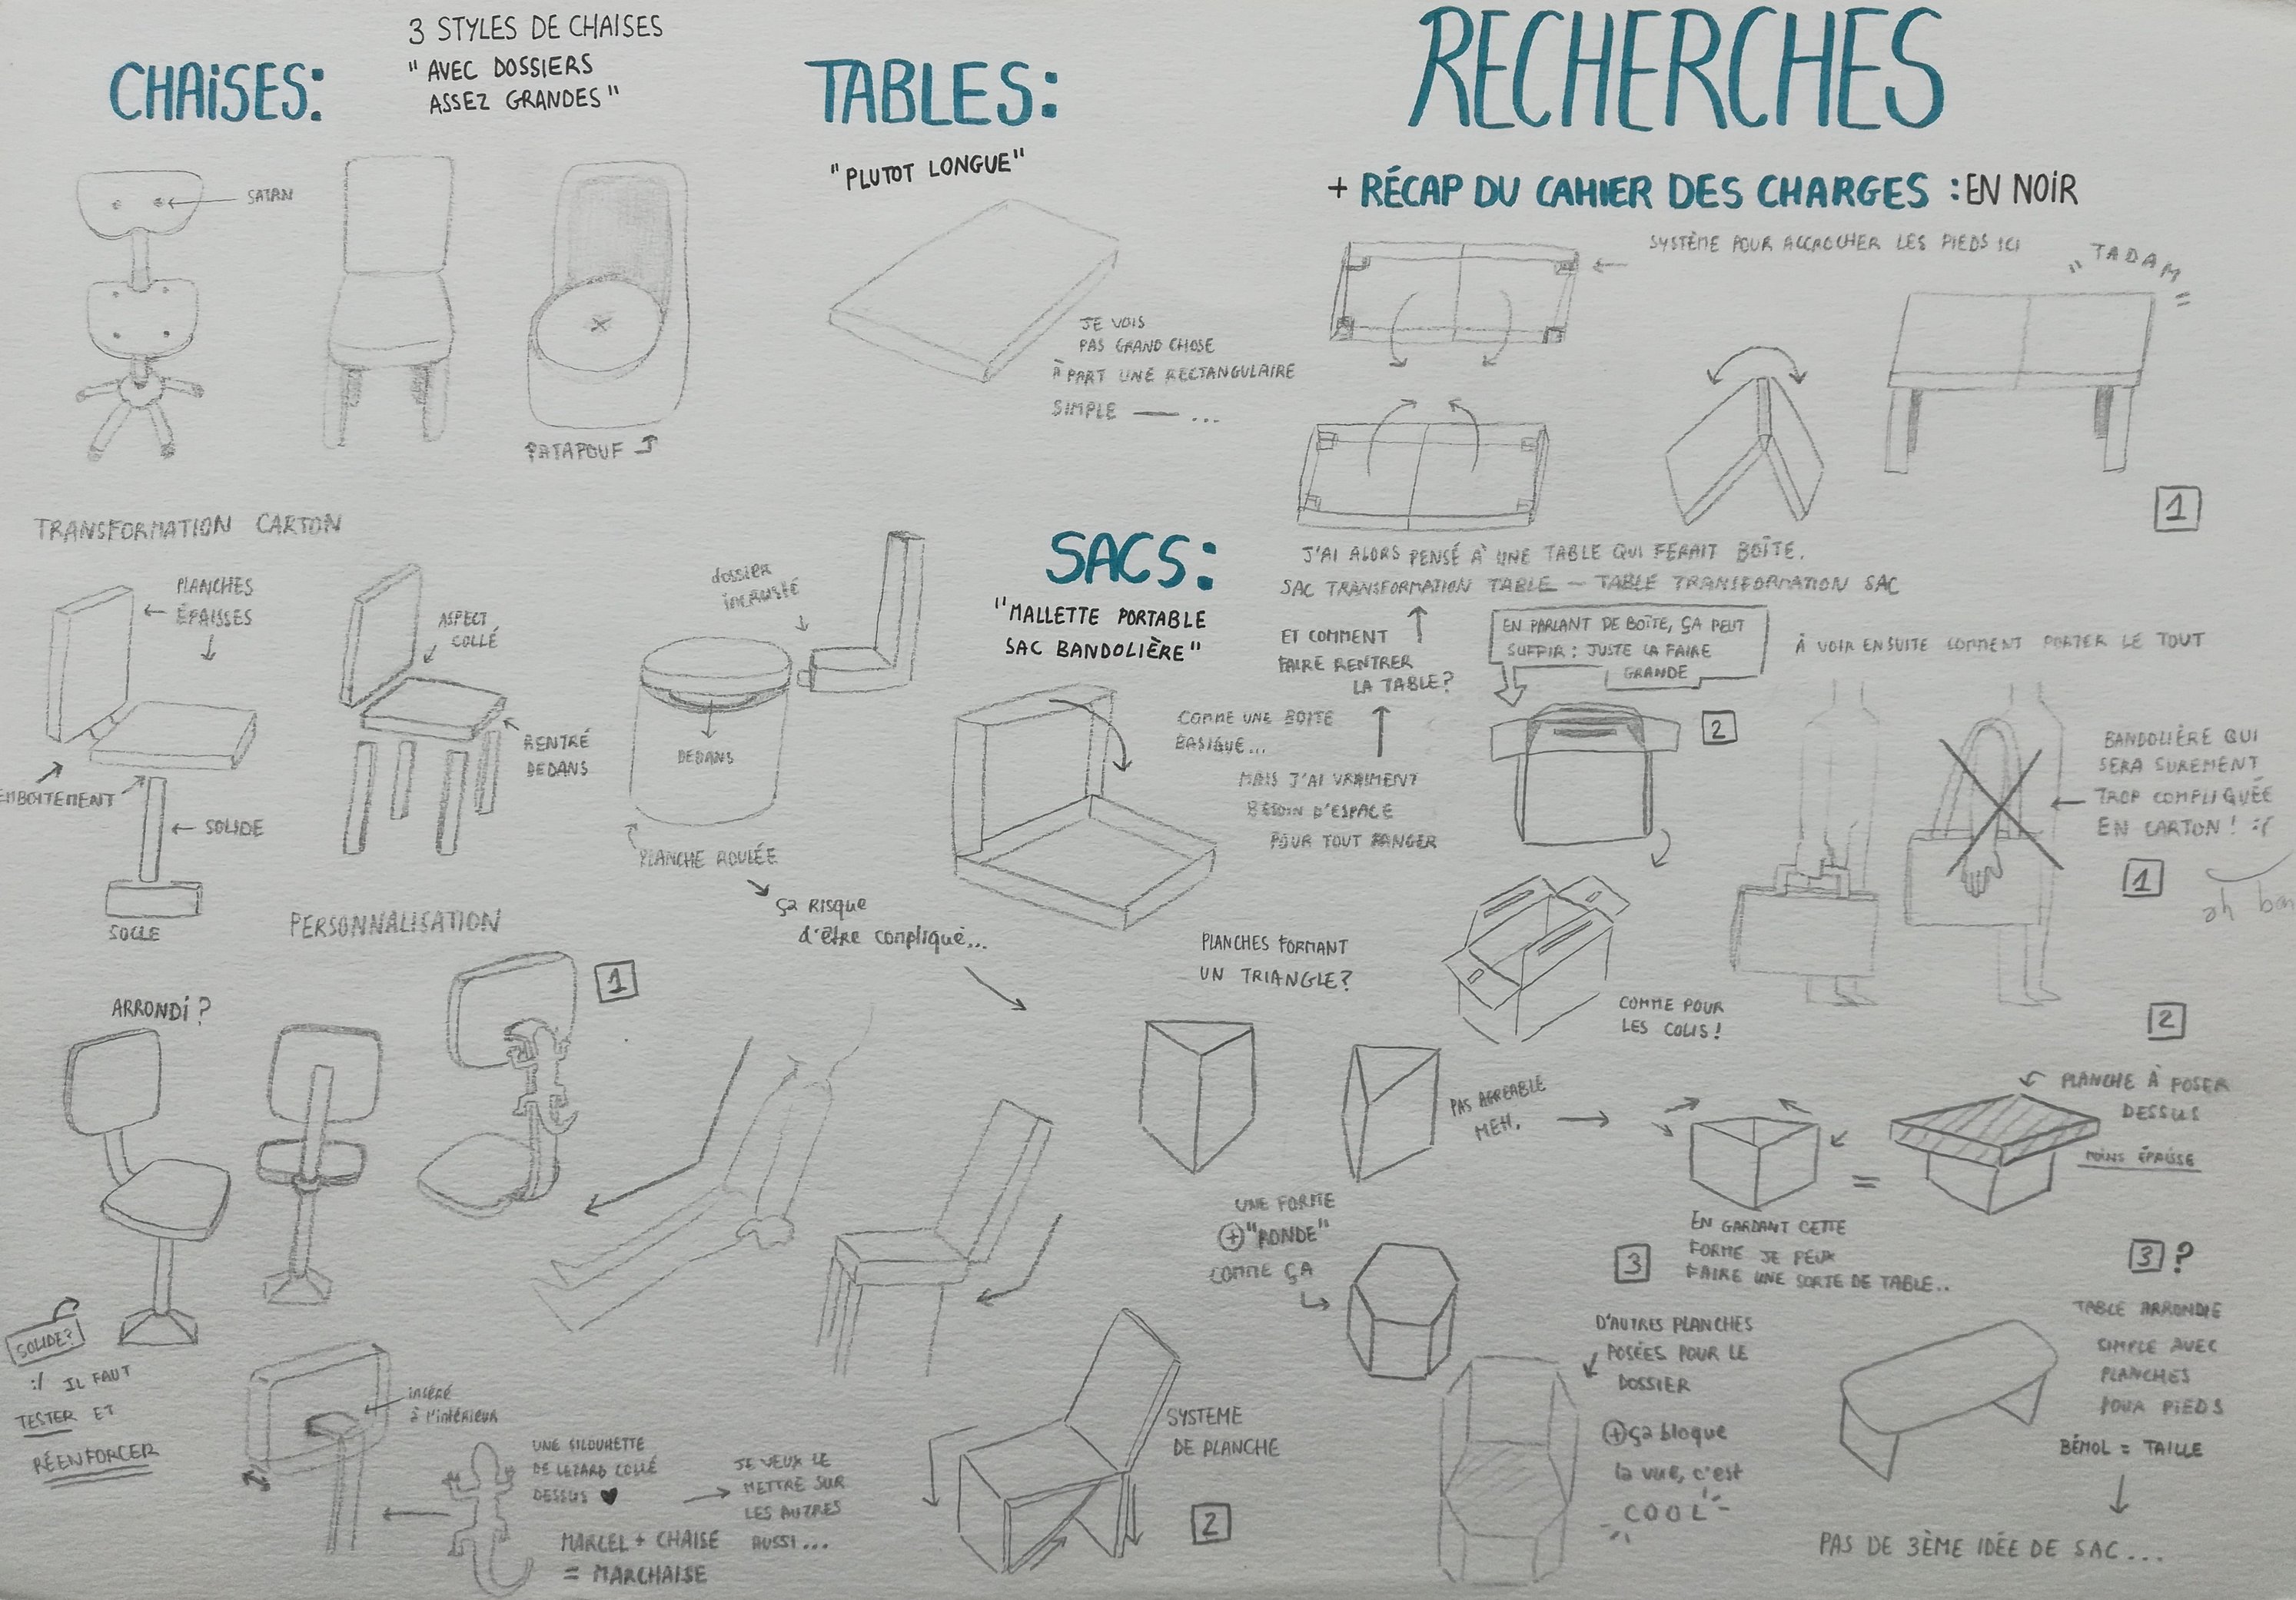 CHAISES:
3 STYLES DE CHAISES
"AVEC DOSSIERS
ASSEZ GRANDES"
SATAN
PATAPOUF
TRANSFORMATION CARTON
PLANCHES
ÉPAISSES
EMBOITEMENT
SOLIDE
SOCLE
ASPECT
COLLÉ
RENTRÉ
DEDANS
dossier
incrusté
DEDANS
PLANCHE ROULÉE
ça risque
d'être compliqué...
PERSONNALISATION
ARRONDI?
1
SOLIDE?
:/ IL FAUT
TESTER ET
RÉENFORCER
inséré
à l'intérieur
UNE SILOUHETTE
DE LEZARD COLLÉ
DESSUS ♥
MARCEL + CHAISE
= MARCHAISE
JE VEUX LE
METTRE SUR
LES AUTRES
AUSSI...
SYSTEME
DE PLANCHE
2
TABLES:
"PLUTOT LONGUE"
JE VOIS
PAS GRAND CHOSE
À PART UNE RECTANGULAIRE
SIMPLE — ...
SACS:
"MALLETTE PORTABLE
SAC BANDOLIÈRE"
COMME UNE BOITE
BASIQUE...
MAIS J'AI VRAIMENT
BESOIN D'ESPACE
POUR TOUT RANGER
ET COMMENT
FAIRE RENTRER
LA TABLE?
PLANCHES FORMANT
UN TRIANGLE?
PAS AGREABLE
MEH.
UNE FORME
+ "RONDE"
COMME ÇA
3
EN GARDANT CETTE
FORME JE PEUX
FAIRE UNE SORTE DE TABLE..
D'AUTRES PLANCHES
POSÉES POUR LE
DOSSIER
+ ça bloque
la vue, c'est
COOL
RECHERCHES
+ RÉCAP DU CAHIER DES CHARGES : EN NOIR
SYSTÈME POUR ACCROCHER LES PIEDS ICI
"TADAM"
1
J'AI ALORS PENSÉ À UNE TABLE QUI FERAIT BOÎTE.
SAC TRANSFORMATION TABLE — TABLE TRANSFORMATION SAC
EN PARLANT DE BOÎTE, ÇA PEUT
SUFFIR : JUSTE LA FAIRE
GRANDE
À VOIR ENSUITE COMMENT PORTER LE TOUT
2
BANDOLIÈRE QUI
SERA SUREMENT
TROP COMPLIQUÉE
EN CARTON! :'(
1
ah bon
COMME POUR
LES COLIS!
2
PLANCHE À POSER
DESSUS
MOINS ÉPAISSE
=
3 ?
TABLE ARRONDIE
SIMPLE AVEC
PLANCHES
POUR PIEDS
BÉMOL = TAILLE
PAS DE 3ÈME IDÉE DE SAC...